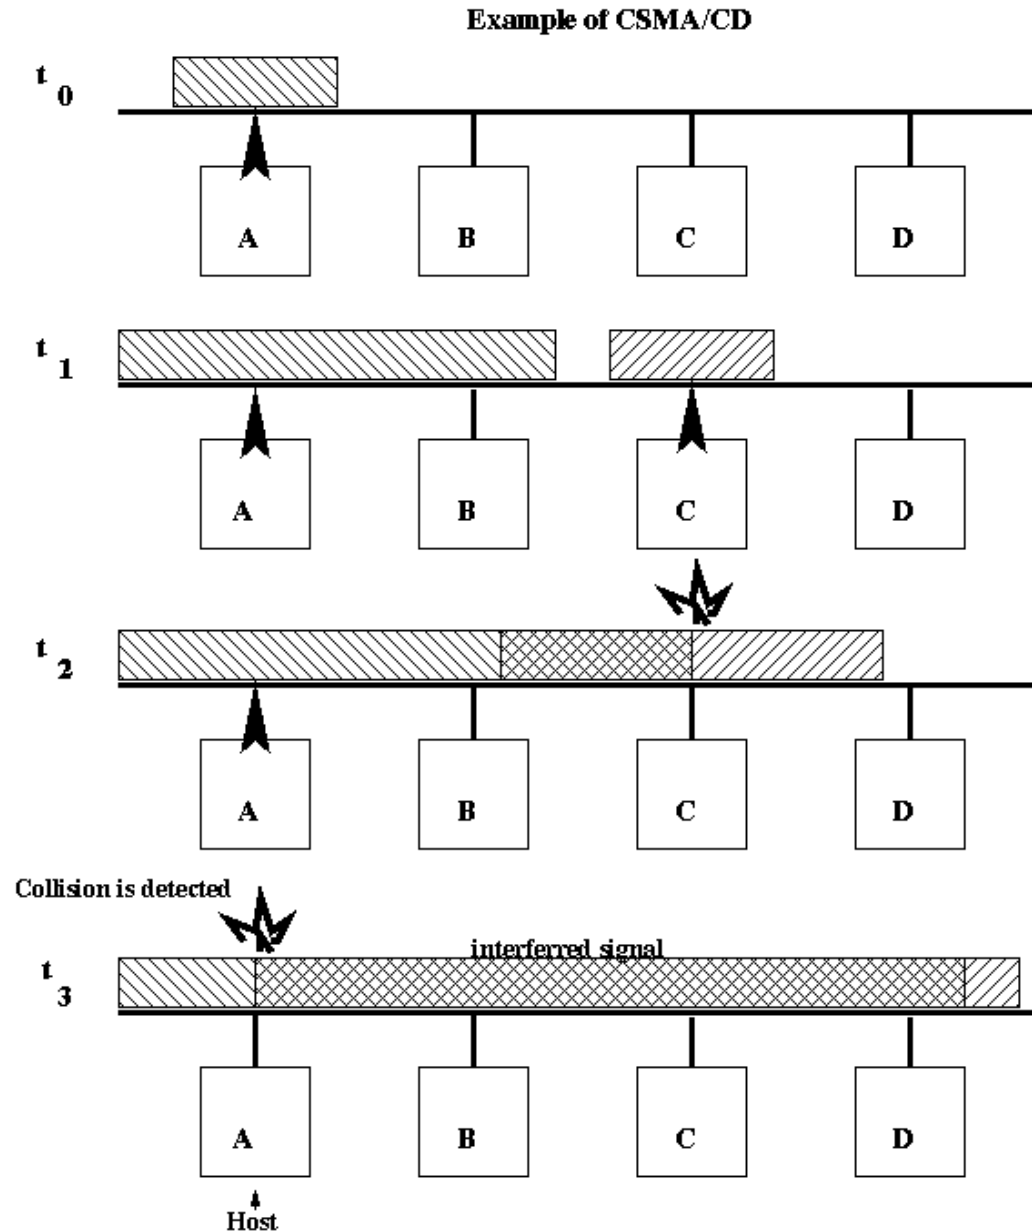 Example of CSMA/CD
t 0
A B C D
t 1
A B C D
t 2
A B C D
Collision is detected
interferred signal
t 3
A B C D
Host